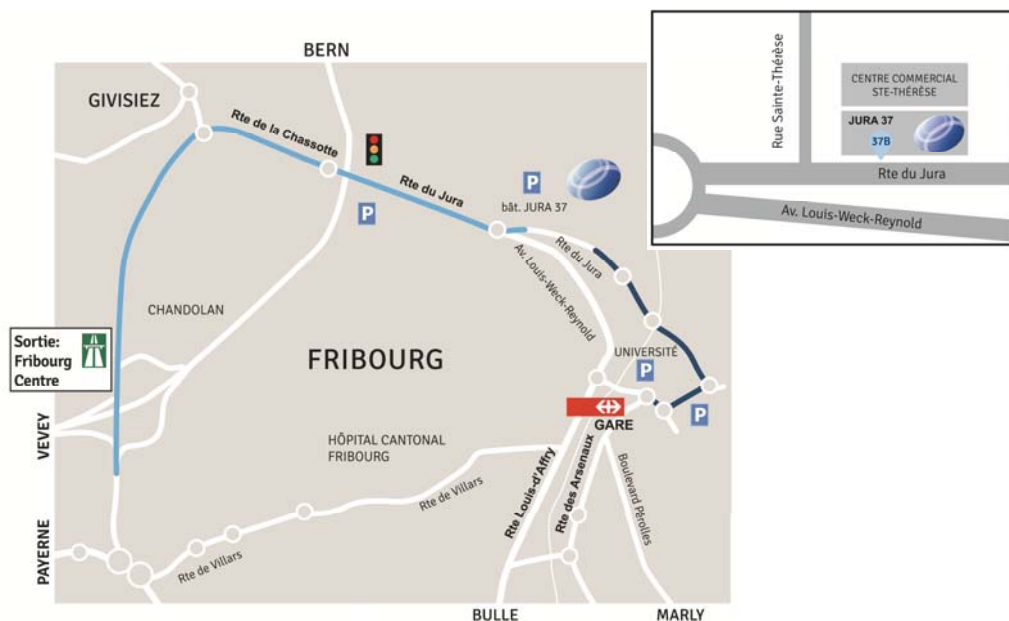 BERN
GIVISIEZ
Rte de la Chassotte
Rte du Jura
P
P
bât. JURA 37
Rte du Jura
Av. Louis-Weck-Reynold
CHANDOLAN
Sortie:
Fribourg
Centre
FRIBOURG
UNIVERSITÉ
P
P
GARE
VEVEY
HÔPITAL CANTONAL
FRIBOURG
Rte de Villars
Rte Louis-d'Affry
Rte des Arsenaux
Boulevard Pérolles
PAYERNE
Rte de Villars
BULLE
MARLY
Rue Sainte-Thérèse
CENTRE COMMERCIAL
STE-THÉRÈSE
JURA 37
37B
Rte du Jura
Av. Louis-Weck-Reynold